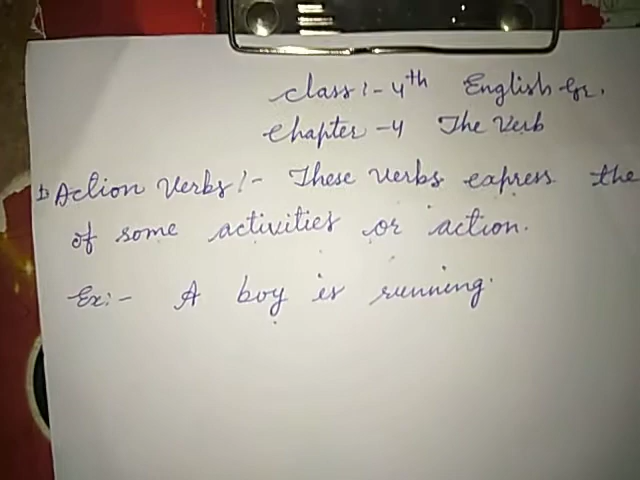 Class:- 4th English Gr.
Chapter -4 The Verb
1) Action Verbs:- These verbs express the
of some activities or action.
Ex:- A boy is running.